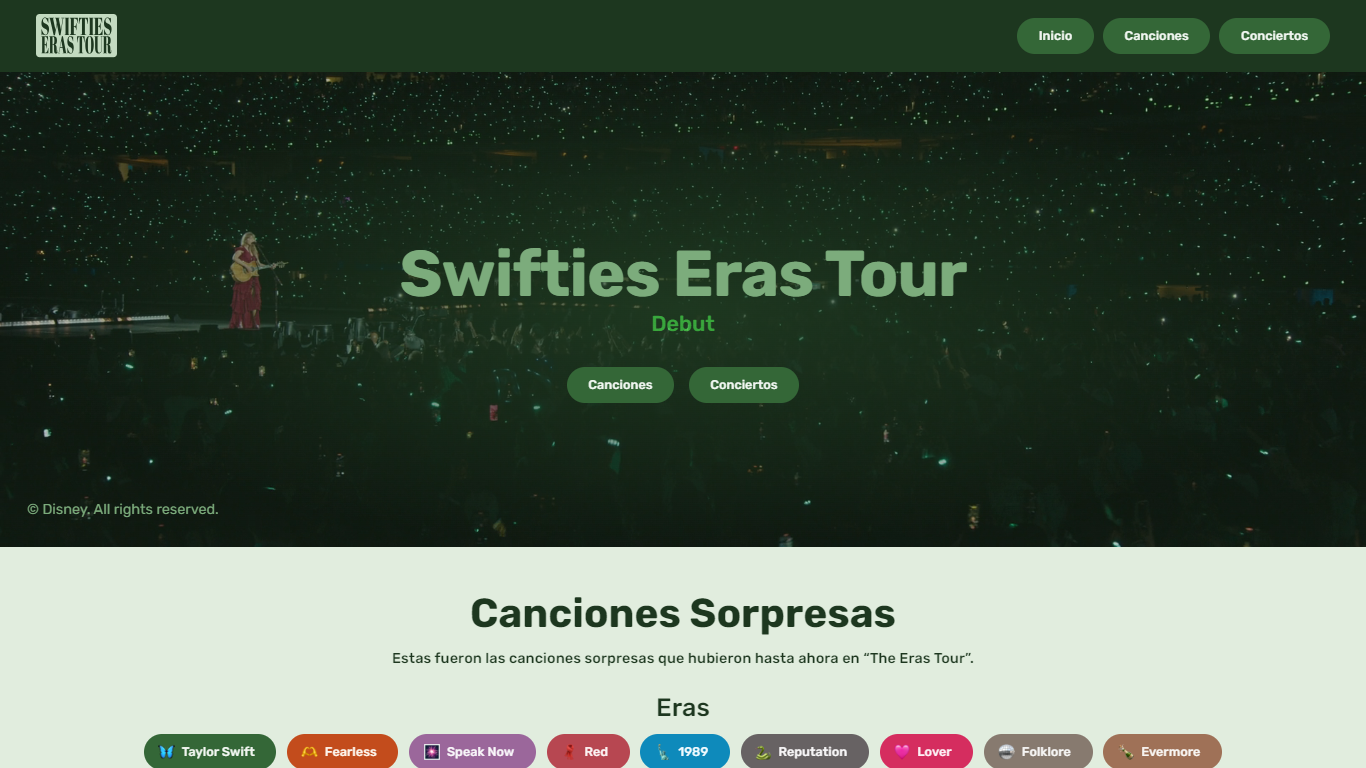 SWIFTIES
ERAS TOUR
Inicio
Canciones
Conciertos
Swifties Eras Tour
Debut
Canciones
Conciertos
© Disney. All rights reserved.
Canciones Sorpresas
Estas fueron las canciones sorpresas que hubieron hasta ahora en “The Eras Tour”.
Eras
Taylor Swift
Fearless
Speak Now
Red
1989
Reputation
Lover
Folklore
Evermore